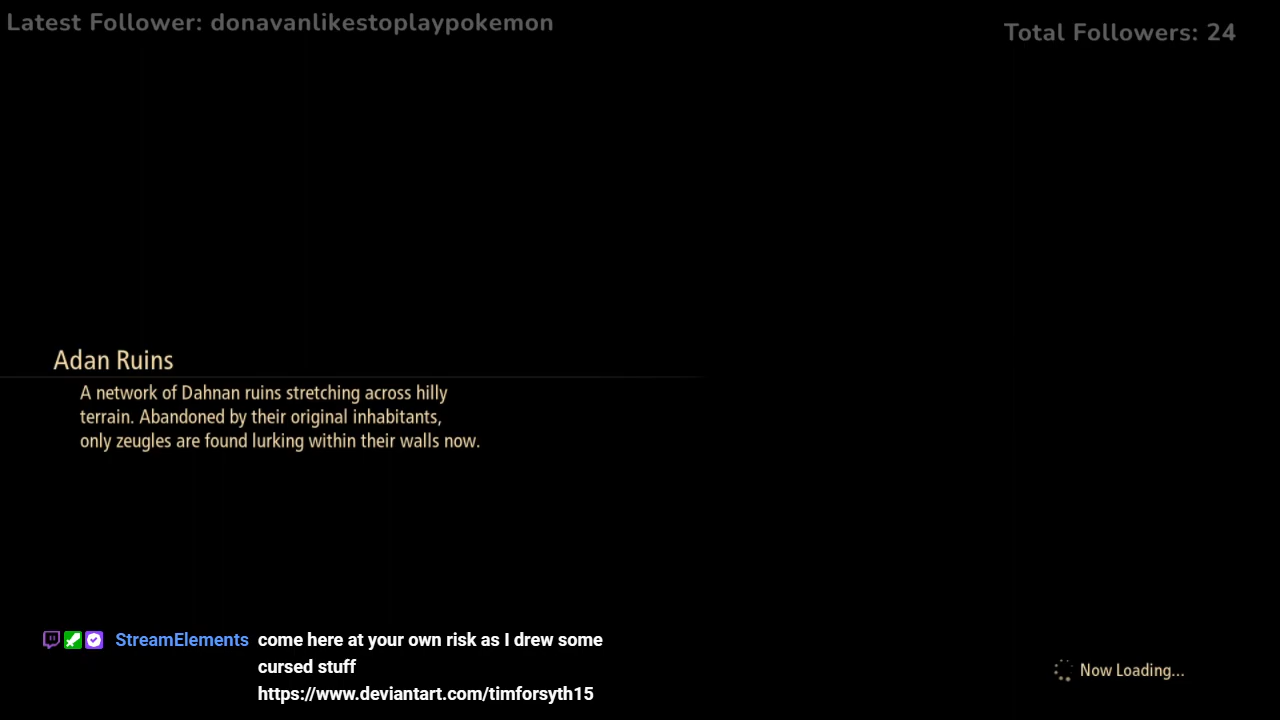 Latest Follower: donavanlikestoplaypokemon
Total Followers: 24
Adan Ruins
A network of Dahnan ruins stretching across hilly
terrain. Abandoned by their original inhabitants,
only zeugles are found lurking within their walls now.
StreamElements come here at your own risk as I drew some
cursed stuff
https://www.deviantart.com/timforsyth15
Now Loading...